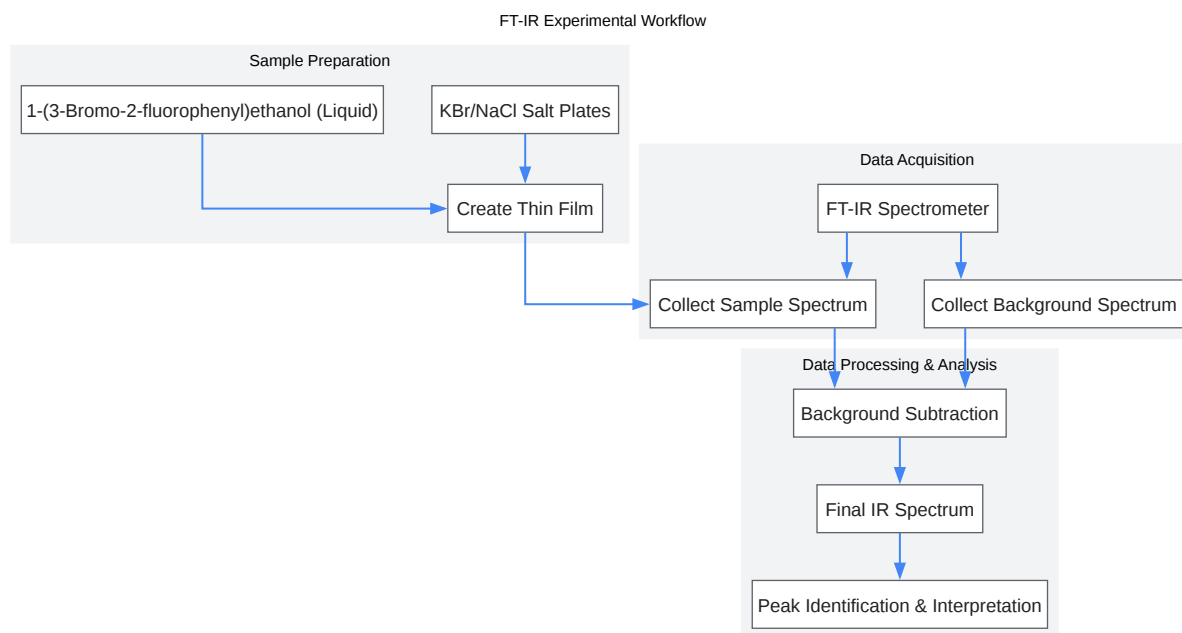 FT-IR Experimental Workflow
Sample Preparation
1-(3-Bromo-2-fluorophenyl)ethanol (Liquid)
KBr/NaCl Salt Plates
Create Thin Film
Data Acquisition
FT-IR Spectrometer
Collect Sample Spectrum
Collect Background Spectrum
Data Processing & Analysis
Background Subtraction
Final IR Spectrum
Peak Identification & Interpretation